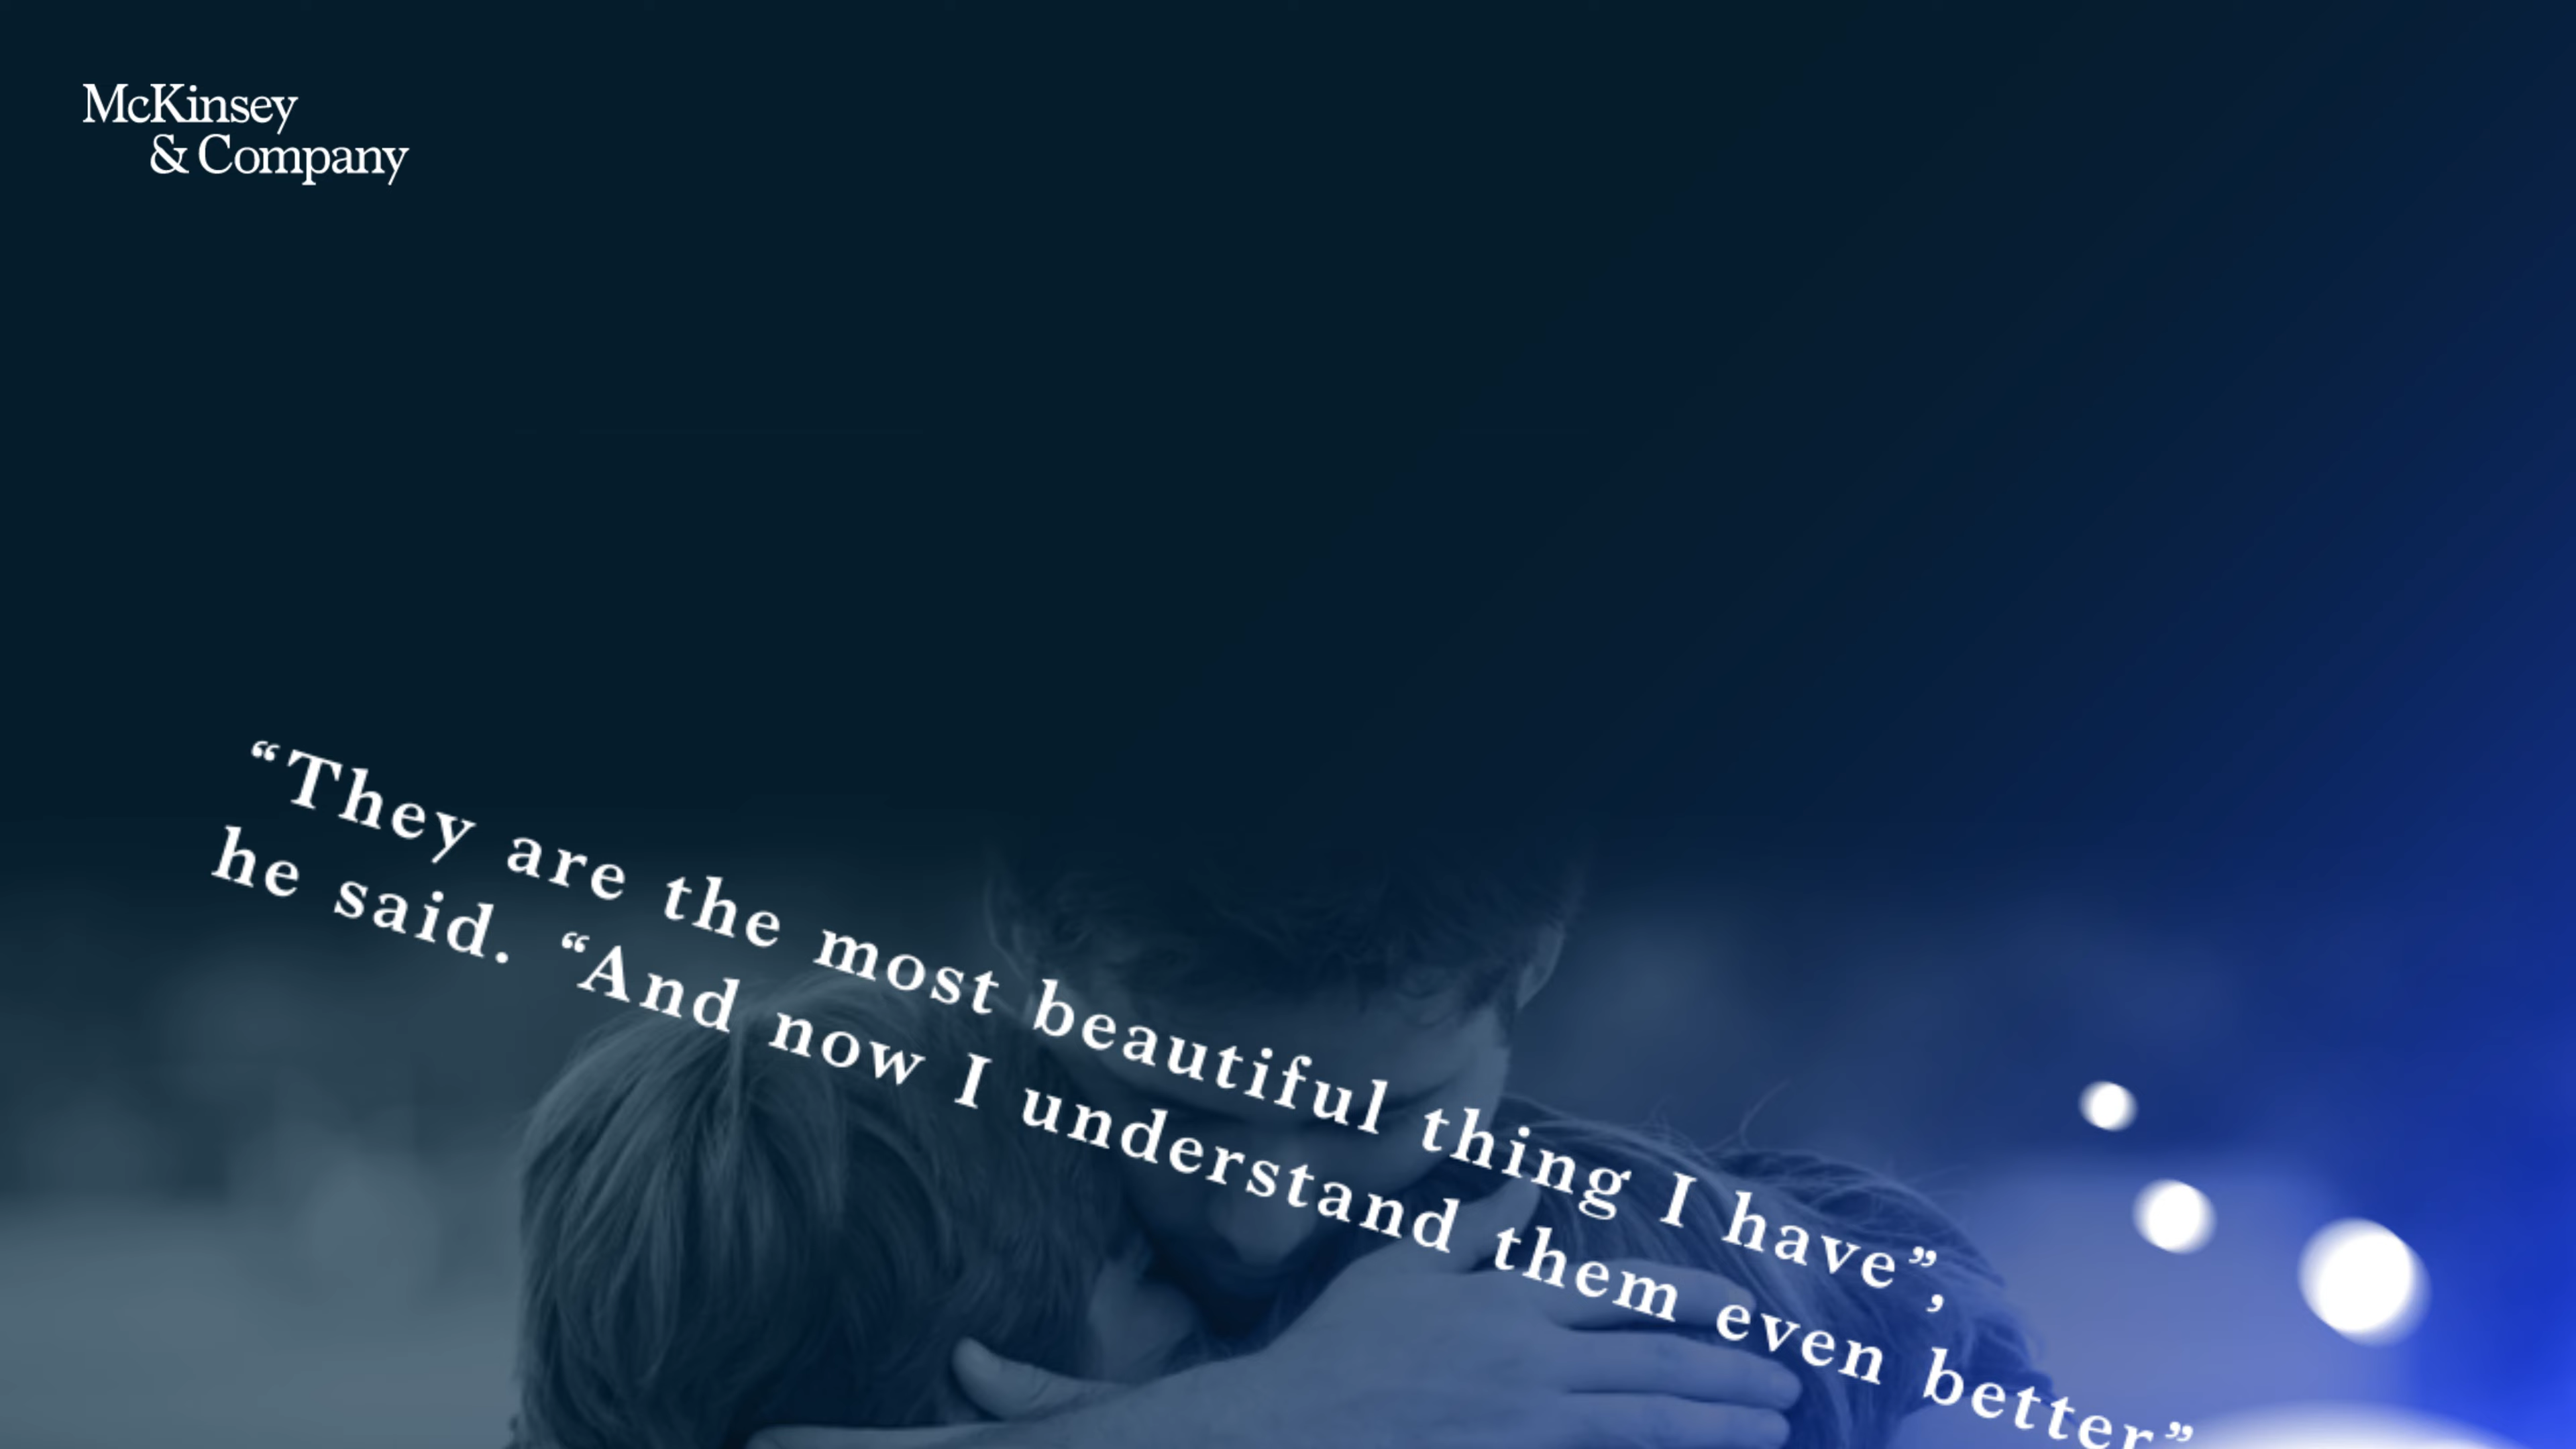 McKinsey
& Company
“They are the most beautiful thing I have”,
he said. “And now I understand them even better”